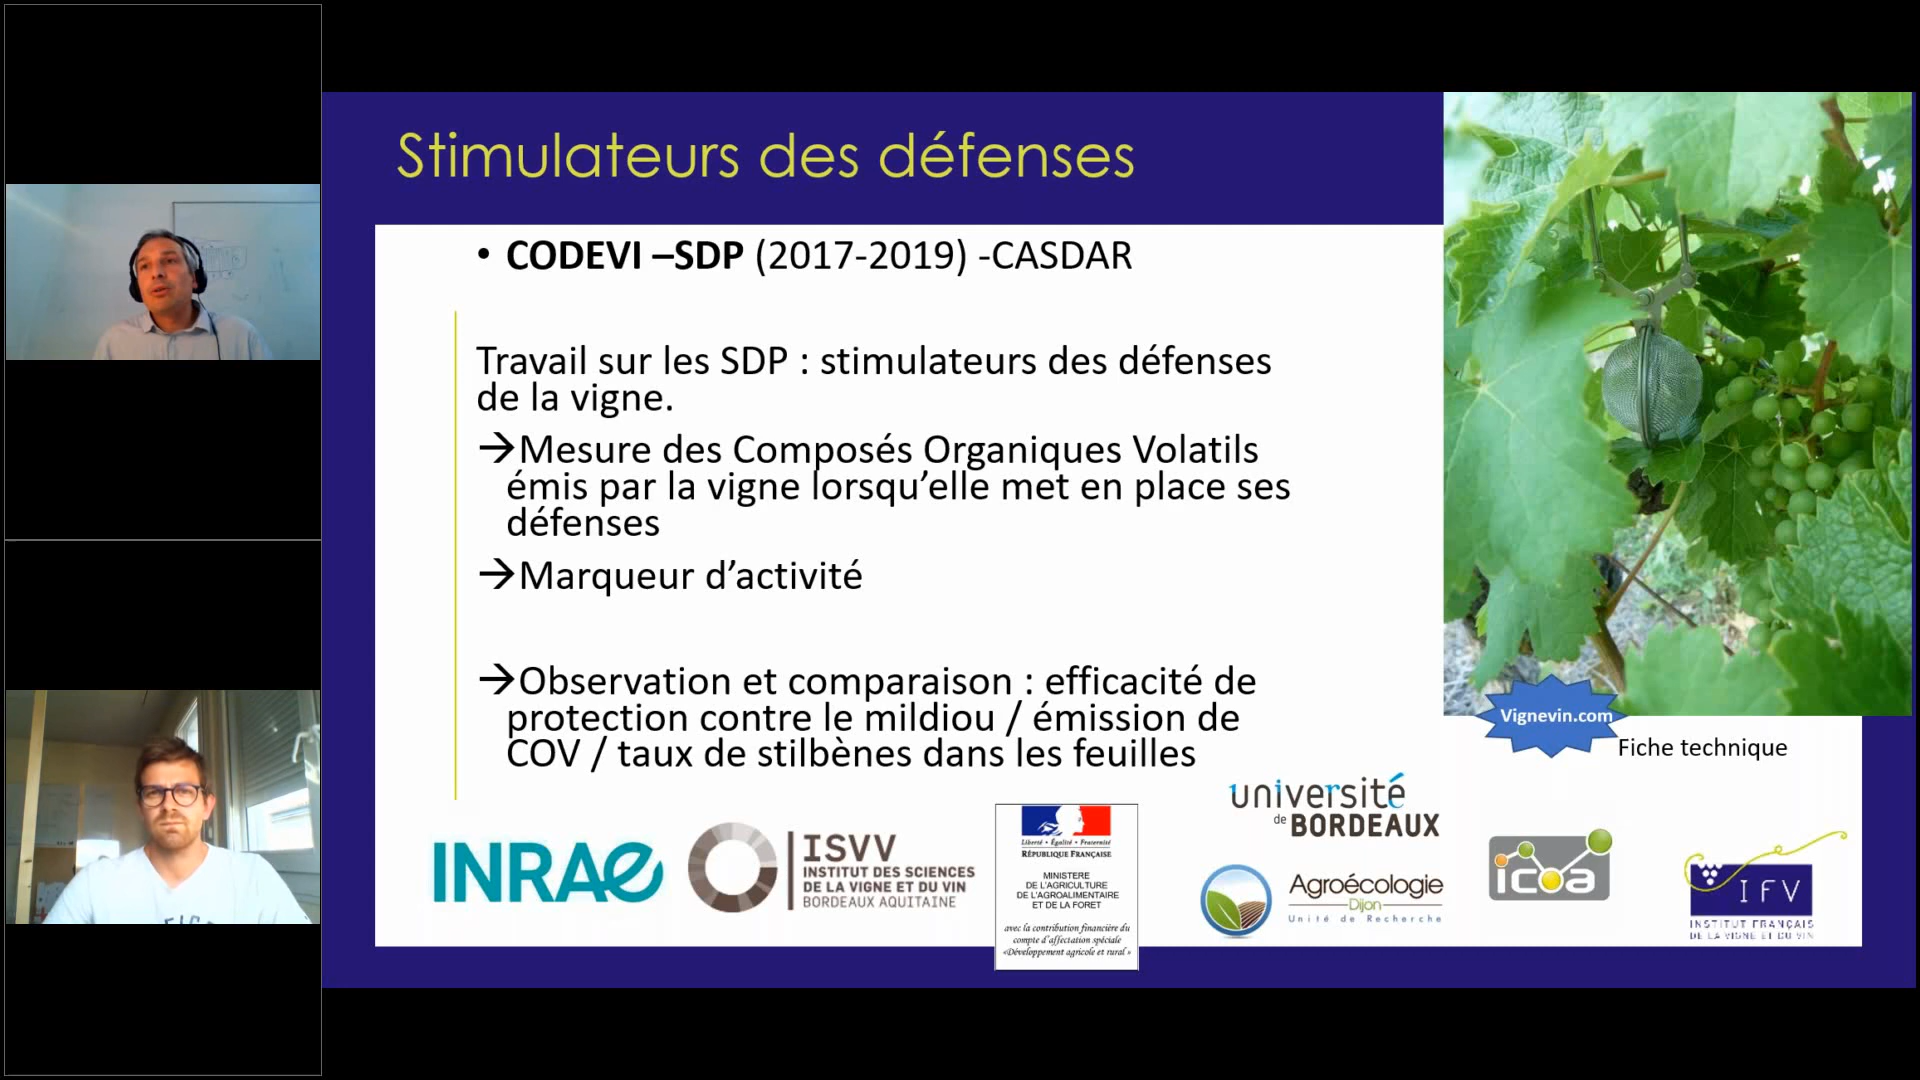 Stimulateurs des défenses
• CODEVI –SDP (2017-2019) -CASDAR
Travail sur les SDP : stimulateurs des défenses
de la vigne.
→Mesure des Composés Organiques Volatils
émis par la vigne lorsqu’elle met en place ses
défenses
→Marqueur d’activité
→Observation et comparaison : efficacité de
protection contre le mildiou / émission de
COV / taux de stilbènes dans les feuilles
Vignevin.com
Fiche technique
INRAE
ISVV
INSTITUT DES SCIENCES
DE LA VIGNE ET DU VIN
BORDEAUX AQUITAINE
Liberté • Égalité • Fraternité
RÉPUBLIQUE FRANÇAISE
MINISTERE
DE L'AGRICULTURE
DE L'AGROALIMENTAIRE
ET DE LA FORET
avec la contribution financière du
compte d'affectation spéciale
«Développement agricole et rural »
université
de BORDEAUX
Agroécologie
Dijon
Unité de Recherche
icoa
IFV
INSTITUT FRANÇAIS
DE LA VIGNE ET DU VIN